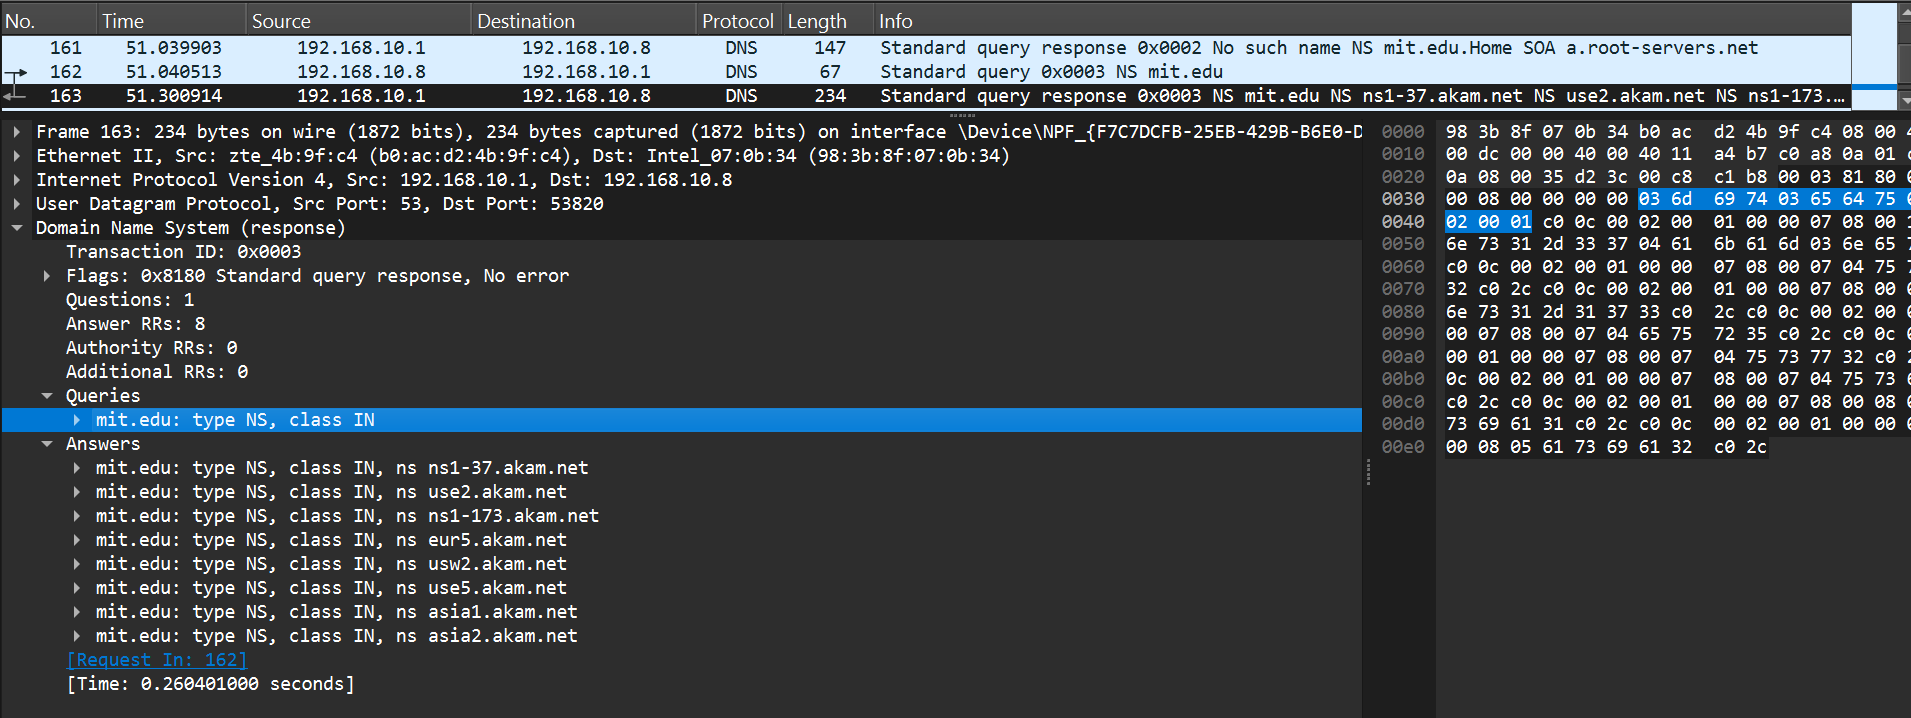 No. Time Source Destination Protocol Length Info
161 51.039903 192.168.10.1 192.168.10.8 DNS 147 Standard query response 0x0002 No such name NS mit.edu.Home SOA a.root-servers.net
162 51.040513 192.168.10.8 192.168.10.1 DNS 67 Standard query 0x0003 NS mit.edu
163 51.300914 192.168.10.1 192.168.10.8 DNS 234 Standard query response 0x0003 NS mit.edu NS ns1-37.akam.net NS use2.akam.net NS ns1-173.…
Frame 163: 234 bytes on wire (1872 bits), 234 bytes captured (1872 bits) on interface \Device\NPF_{F7C7DCFB-25EB-429B-B6E0-D
Ethernet II, Src: zte_4b:9f:c4 (b0:ac:d2:4b:9f:c4), Dst: Intel_07:0b:34 (98:3b:8f:07:0b:34)
Internet Protocol Version 4, Src: 192.168.10.1, Dst: 192.168.10.8
User Datagram Protocol, Src Port: 53, Dst Port: 53820
Domain Name System (response)
Transaction ID: 0x0003
Flags: 0x8180 Standard query response, No error
Questions: 1
Answer RRs: 8
Authority RRs: 0
Additional RRs: 0
Queries
mit.edu: type NS, class IN
Answers
mit.edu: type NS, class IN, ns ns1-37.akam.net
mit.edu: type NS, class IN, ns use2.akam.net
mit.edu: type NS, class IN, ns ns1-173.akam.net
mit.edu: type NS, class IN, ns eur5.akam.net
mit.edu: type NS, class IN, ns usw2.akam.net
mit.edu: type NS, class IN, ns use5.akam.net
mit.edu: type NS, class IN, ns asia1.akam.net
mit.edu: type NS, class IN, ns asia2.akam.net
[Request In: 162]
[Time: 0.260401000 seconds]
0000 98 3b 8f 07 0b 34 b0 ac d2 4b 9f c4 08 00
0010 00 dc 00 00 40 00 40 11 a4 b7 c0 a8 0a 01
0020 0a 08 00 35 d2 3c 00 c8 c1 b8 00 03 81 80
0030 00 08 00 00 00 00 03 6d 69 74 03 65 64 75
0040 02 00 01 c0 0c 00 02 00 01 00 00 07 08 00
0050 6e 73 31 2d 33 37 04 61 6b 61 6d 03 6e 65
0060 c0 0c 00 02 00 01 00 00 07 08 00 07 04 75
0070 32 c0 2c c0 0c 00 02 00 01 00 00 07 08 00
0080 6e 73 31 2d 31 37 33 c0 2c c0 0c 00 02 00
0090 00 07 08 00 07 04 65 75 72 35 c0 2c c0 0c
00a0 00 01 00 00 07 08 00 07 04 75 73 77 32 c0
00b0 0c 00 02 00 01 00 00 07 08 00 07 04 75 73
00c0 c0 2c c0 0c 00 02 00 01 00 00 07 08 00 08
00d0 73 69 61 31 c0 2c c0 0c 00 02 00 01 00 00
00e0 00 08 05 61 73 69 61 32 c0 2c